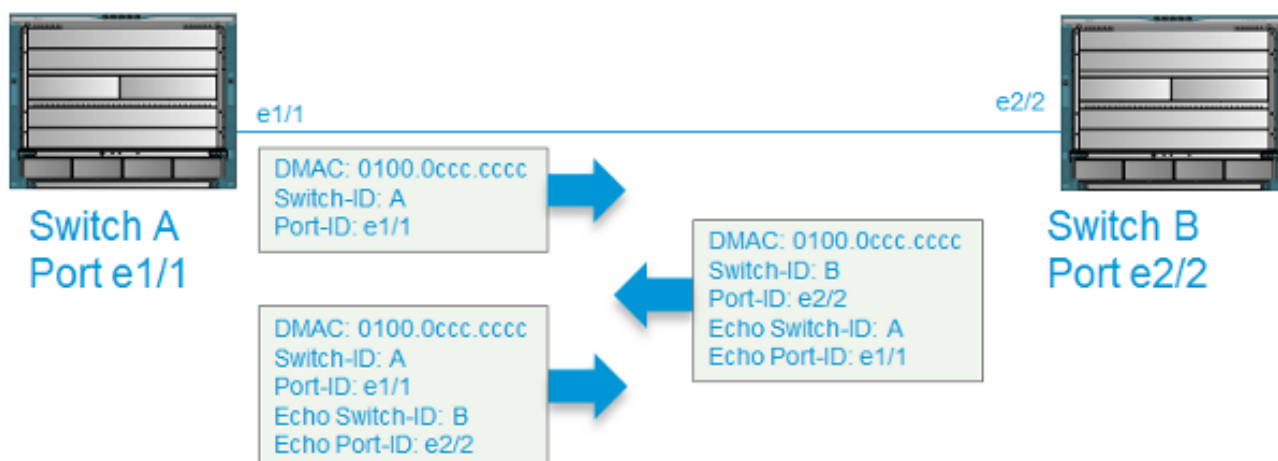 e1/1
e2/2
DMAC: 0100.0ccc.cccc
Switch-ID: A
Port-ID: e1/1
Switch A
Port e1/1
Switch B
Port e2/2
DMAC: 0100.0ccc.cccc
Switch-ID: B
Port-ID: e2/2
Echo Switch-ID: A
Echo Port-ID: e1/1
DMAC: 0100.0ccc.cccc
Switch-ID: A
Port-ID: e1/1
Echo Switch-ID: B
Echo Port-ID: e2/2